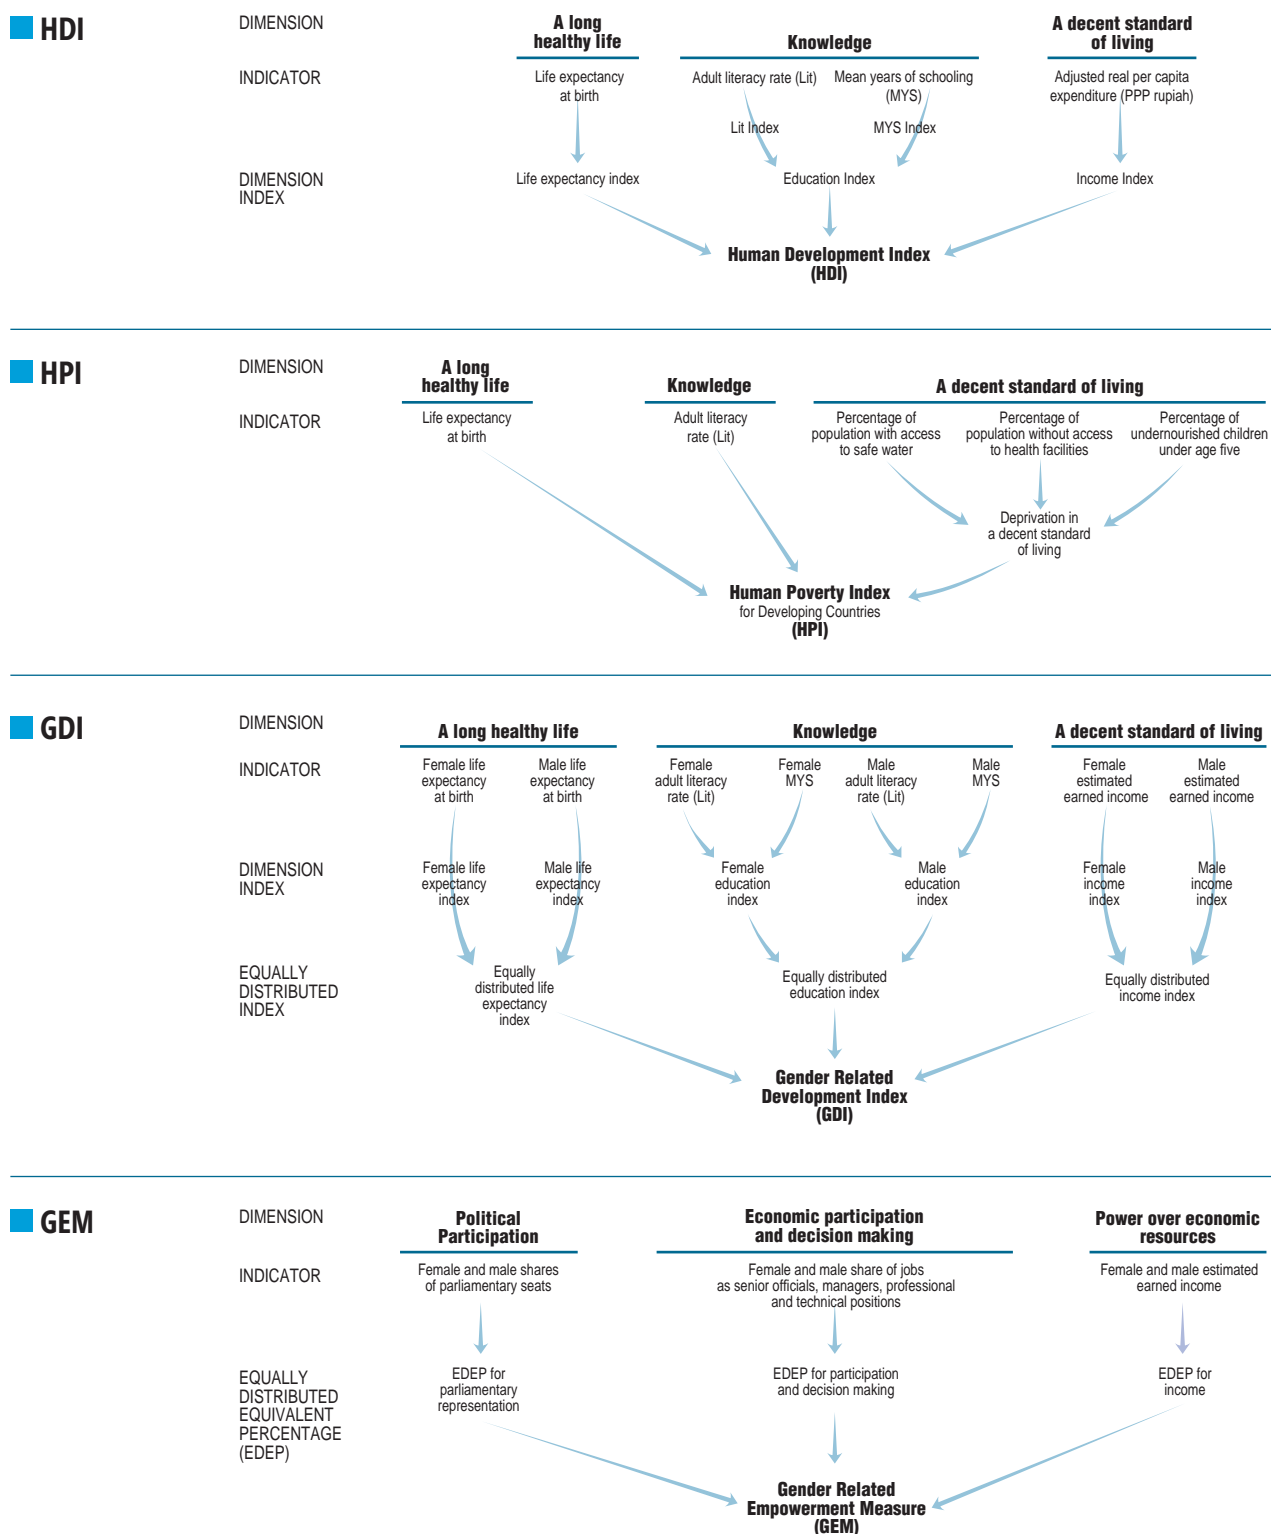 HDI
DIMENSION
A long
healthy life
Knowledge
A decent standard
of living
INDICATOR
Life expectancy
at birth
Adult literacy rate (Lit)
Mean years of schooling
(MYS)
Adjusted real per capita
expenditure (PPP rupiah)
Lit Index
MYS Index
DIMENSION
INDEX
Life expectancy index
Education Index
Income Index
Human Development Index
(HDI)
HPI
DIMENSION
A long
healthy life
Knowledge
A decent standard of living
INDICATOR
Life expectancy
at birth
Adult literacy
rate (Lit)
Percentage of
population with access
to safe water
Percentage of
population without access
to health facilities
Percentage of
undernourished children
under age five
Deprivation in
a decent standard
of living
Human Poverty Index
for Developing Countries
(HPI)
GDI
DIMENSION
A long healthy life
Knowledge
A decent standard of living
INDICATOR
Female life
expectancy
at birth
Male life
expectancy
at birth
Female
adult literacy
rate (Lit)
Female
MYS
Male
adult literacy
rate (Lit)
Male
MYS
Female
estimated
earned income
Male
estimated
earned income
DIMENSION
INDEX
Female life
expectancy
index
Male life
expectancy
index
Female
education
index
Male
education
index
Female
income
index
Male
income
index
EQUALLY
DISTRIBUTED
INDEX
Equally
distributed life
expectancy
index
Equally distributed
education index
Equally distributed
income index
Gender Related
Development Index
(GDI)
GEM
DIMENSION
Political
Participation
Economic participation
and decision making
Power over economic
resources
INDICATOR
Female and male shares
of parliamentary seats
Female and male share of jobs
as senior officials, managers, professional
and technical positions
Female and male estimated
earned income
EQUALLY
DISTRIBUTED
EQUIVALENT
PERCENTAGE
(EDEP)
EDEP for
parliamentary
representation
EDEP for participation
and decision making
EDEP for
income
Gender Related
Empowerment Measure
(GEM)